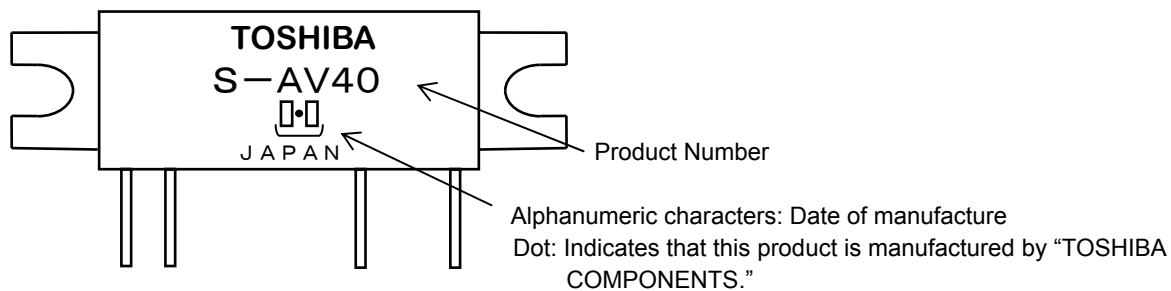 TOSHIBA
S-AV40
JAPAN
Product Number
Alphanumeric characters: Date of manufacture
Dot: Indicates that this product is manufactured by “TOSHIBA
COMPONENTS.”